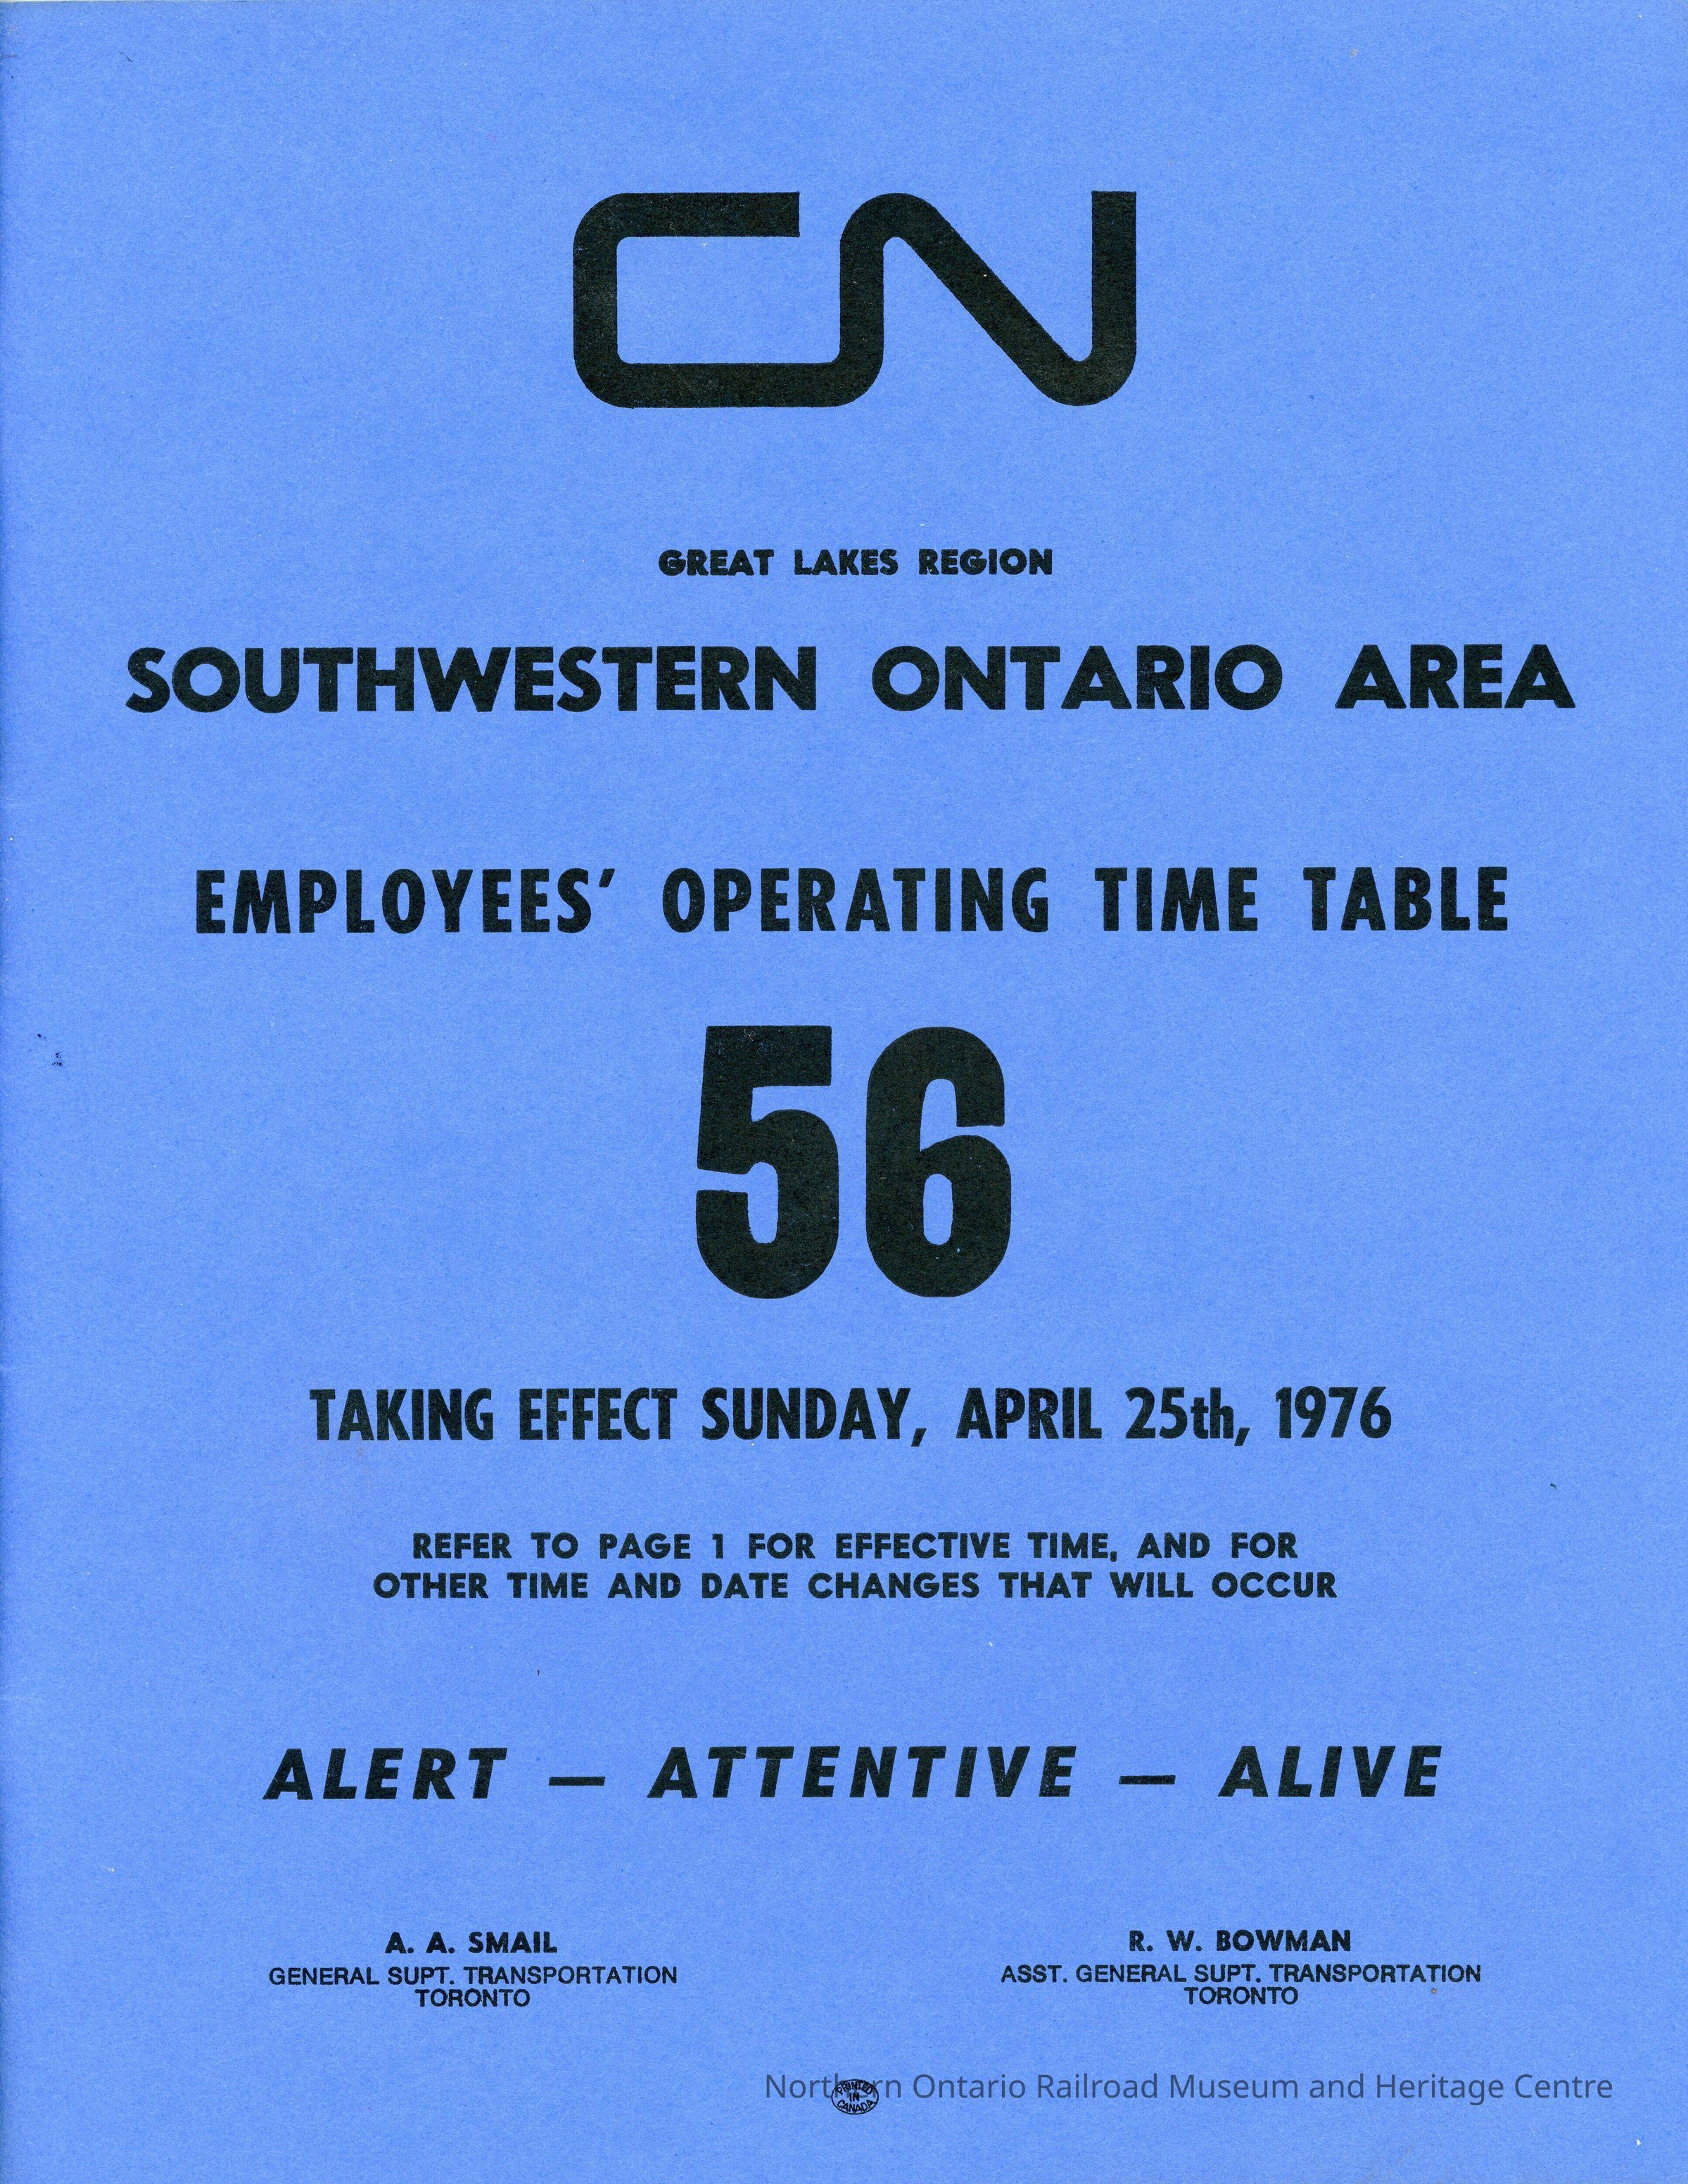 CN
GREAT LAKES REGION
SOUTHWESTERN ONTARIO AREA
EMPLOYEES' OPERATING TIME TABLE
56
TAKING EFFECT SUNDAY, APRIL 25th, 1976
REFER TO PAGE 1 FOR EFFECTIVE TIME, AND FOR
OTHER TIME AND DATE CHANGES THAT WILL OCCUR
ALERT — ATTENTIVE — ALIVE
A. A. SMAIL
GENERAL SUPT. TRANSPORTATION
TORONTO
R. W. BOWMAN
ASST. GENERAL SUPT. TRANSPORTATION
TORONTO
Northern Ontario Railroad Museum and Heritage Centre
PRINTED
IN
CANADA